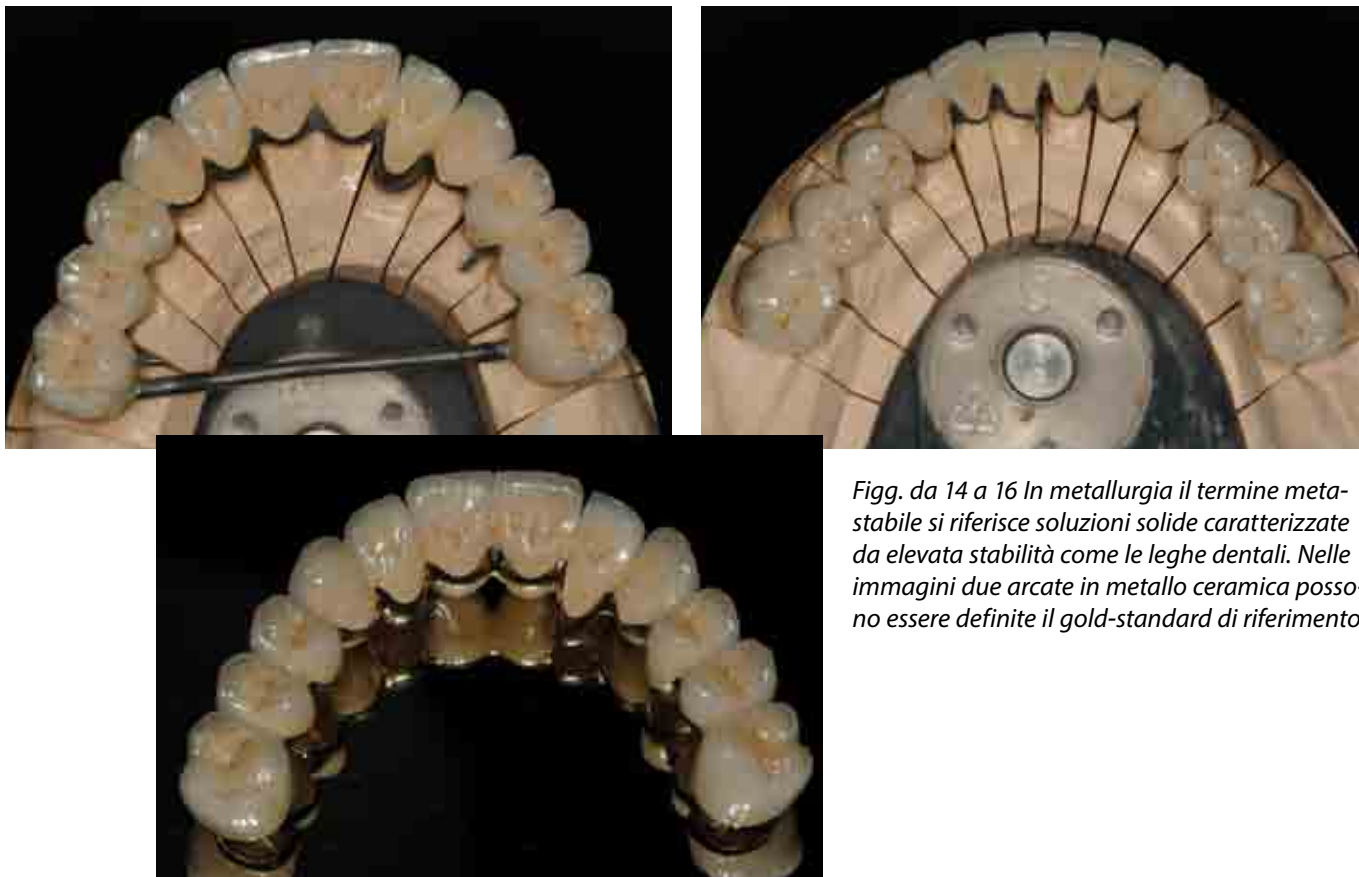 Figg. da 14 a 16 In metallurgia il termine meta-
stabile si riferisce soluzioni solide caratterizzate
da elevata stabilità come le leghe dentali. Nelle
immagini due arcate in metallo ceramica posso-
no essere definite il gold-standard di riferimento